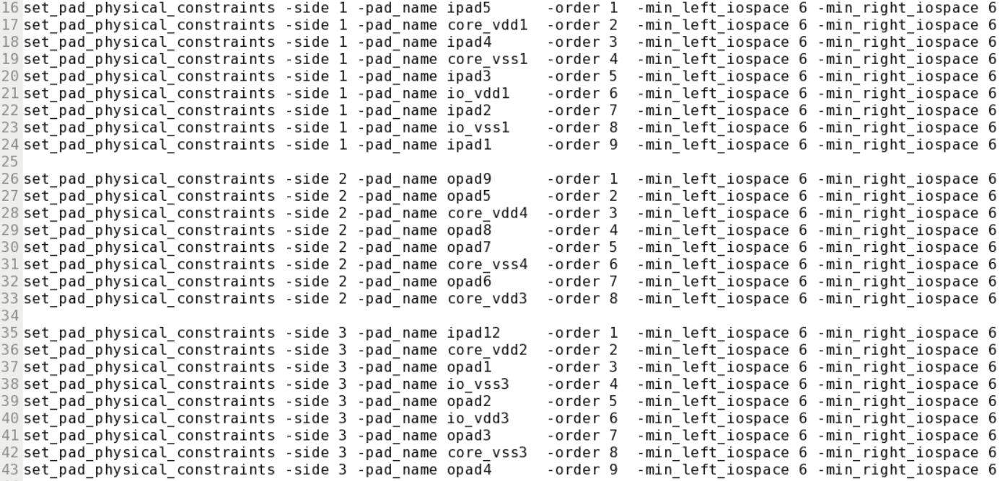 16 set_pad_physical_constraints -side 1 -pad_name ipad5      -order 1  -min_left_iospace 6 -min_right_iospace 6
17 set_pad_physical_constraints -side 1 -pad_name core_vdd1  -order 2  -min_left_iospace 6 -min_right_iospace 6
18 set_pad_physical_constraints -side 1 -pad_name ipad4      -order 3  -min_left_iospace 6 -min_right_iospace 6
19 set_pad_physical_constraints -side 1 -pad_name core_vss1  -order 4  -min_left_iospace 6 -min_right_iospace 6
20 set_pad_physical_constraints -side 1 -pad_name ipad3      -order 5  -min_left_iospace 6 -min_right_iospace 6
21 set_pad_physical_constraints -side 1 -pad_name io_vdd1    -order 6  -min_left_iospace 6 -min_right_iospace 6
22 set_pad_physical_constraints -side 1 -pad_name ipad2      -order 7  -min_left_iospace 6 -min_right_iospace 6
23 set_pad_physical_constraints -side 1 -pad_name io_vss1    -order 8  -min_left_iospace 6 -min_right_iospace 6
24 set_pad_physical_constraints -side 1 -pad_name ipad1      -order 9  -min_left_iospace 6 -min_right_iospace 6
25
26 set_pad_physical_constraints -side 2 -pad_name opad9      -order 1  -min_left_iospace 6 -min_right_iospace 6
27 set_pad_physical_constraints -side 2 -pad_name opad5      -order 2  -min_left_iospace 6 -min_right_iospace 6
28 set_pad_physical_constraints -side 2 -pad_name core_vdd4  -order 3  -min_left_iospace 6 -min_right_iospace 6
29 set_pad_physical_constraints -side 2 -pad_name opad8      -order 4  -min_left_iospace 6 -min_right_iospace 6
30 set_pad_physical_constraints -side 2 -pad_name opad7      -order 5  -min_left_iospace 6 -min_right_iospace 6
31 set_pad_physical_constraints -side 2 -pad_name core_vss4  -order 6  -min_left_iospace 6 -min_right_iospace 6
32 set_pad_physical_constraints -side 2 -pad_name opad6      -order 7  -min_left_iospace 6 -min_right_iospace 6
33 set_pad_physical_constraints -side 2 -pad_name core_vdd3  -order 8  -min_left_iospace 6 -min_right_iospace 6
34
35 set_pad_physical_constraints -side 3 -pad_name ipad12     -order 1  -min_left_iospace 6 -min_right_iospace 6
36 set_pad_physical_constraints -side 3 -pad_name core_vdd2  -order 2  -min_left_iospace 6 -min_right_iospace 6
37 set_pad_physical_constraints -side 3 -pad_name opad1      -order 3  -min_left_iospace 6 -min_right_iospace 6
38 set_pad_physical_constraints -side 3 -pad_name io_vss3    -order 4  -min_left_iospace 6 -min_right_iospace 6
39 set_pad_physical_constraints -side 3 -pad_name opad2      -order 5  -min_left_iospace 6 -min_right_iospace 6
40 set_pad_physical_constraints -side 3 -pad_name io_vdd3    -order 6  -min_left_iospace 6 -min_right_iospace 6
41 set_pad_physical_constraints -side 3 -pad_name opad3      -order 7  -min_left_iospace 6 -min_right_iospace 6
42 set_pad_physical_constraints -side 3 -pad_name core_vss3  -order 8  -min_left_iospace 6 -min_right_iospace 6
43 set_pad_physical_constraints -side 3 -pad_name opad4      -order 9  -min_left_iospace 6 -min_right_iospace 6